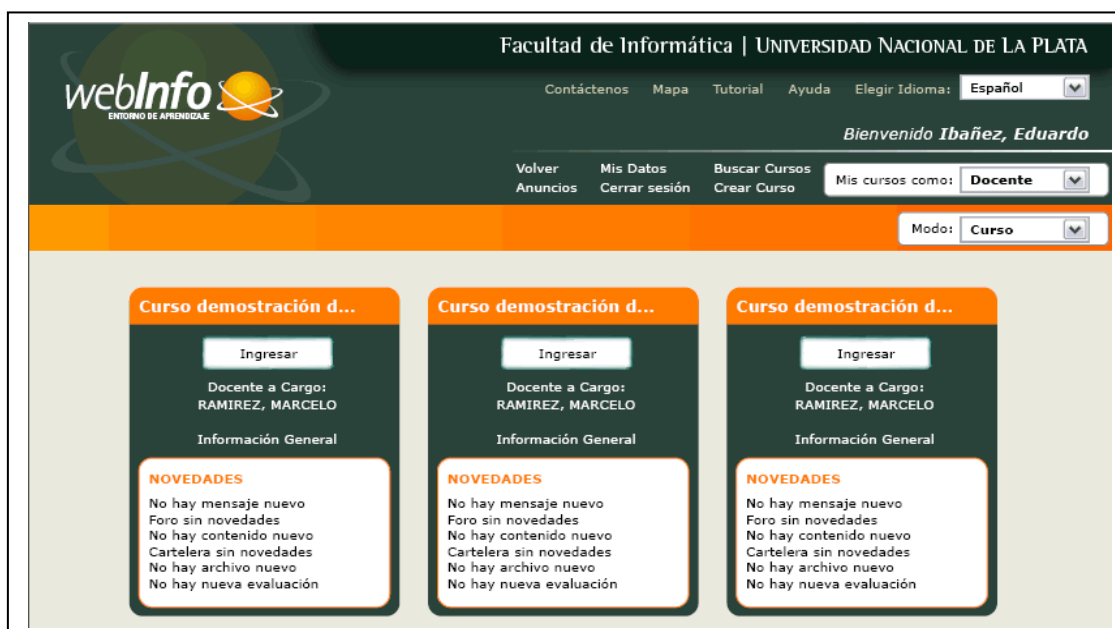 Facultad de Informática | UNIVERSIDAD NACIONAL DE LA PLATA
webInfo
ENTORNO DE APRENDIZAJE
Contáctenos Mapa Tutorial Ayuda Elegir Idioma: Español
Bienvenido Ibañez, Eduardo
Volver Mis Datos Buscar Cursos
Anuncios Cerrar sesión Crear Curso
Mis cursos como: Docente
Modo: Curso
Curso demostración d...
Ingresar
Docente a Cargo:
RAMIREZ, MARCELO
Información General
NOVEDADES
No hay mensaje nuevo
Foro sin novedades
No hay contenido nuevo
Cartelera sin novedades
No hay archivo nuevo
No hay nueva evaluación
Curso demostración d...
Ingresar
Docente a Cargo:
RAMIREZ, MARCELO
Información General
NOVEDADES
No hay mensaje nuevo
Foro sin novedades
No hay contenido nuevo
Cartelera sin novedades
No hay archivo nuevo
No hay nueva evaluación
Curso demostración d...
Ingresar
Docente a Cargo:
RAMIREZ, MARCELO
Información General
NOVEDADES
No hay mensaje nuevo
Foro sin novedades
No hay contenido nuevo
Cartelera sin novedades
No hay archivo nuevo
No hay nueva evaluación